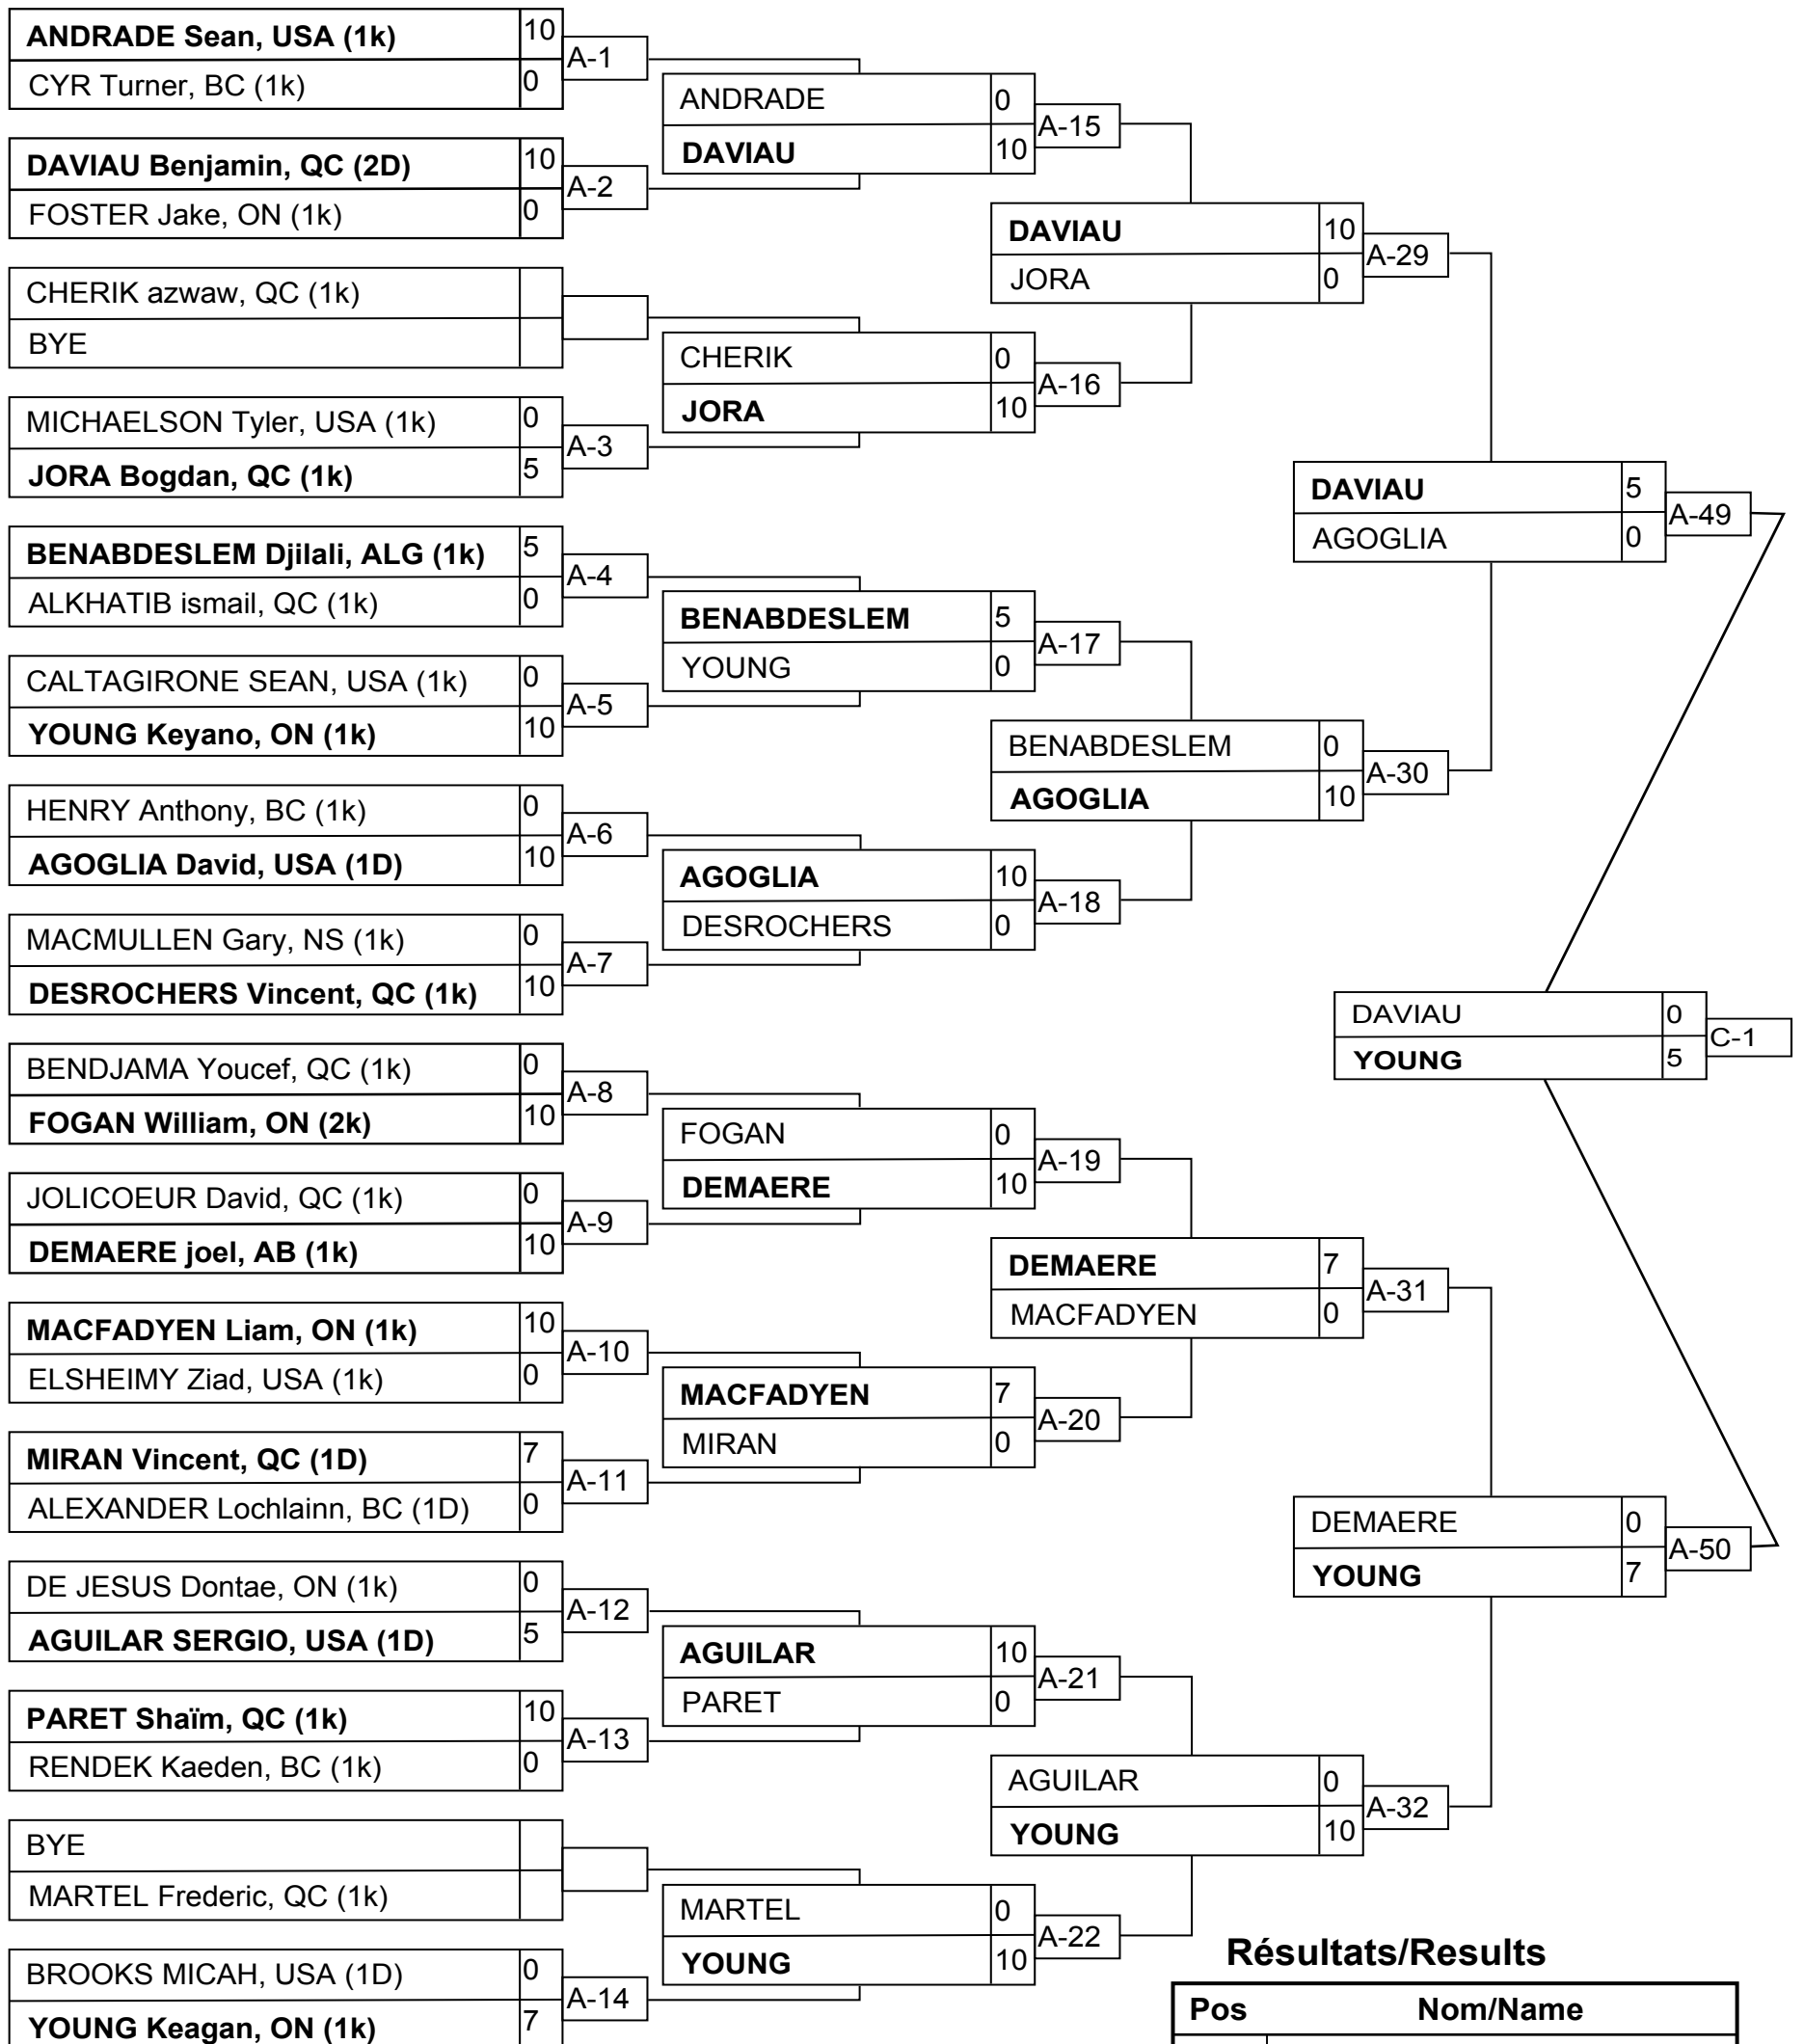 ANDRADE Sean, USA (1k) 10
A-1
CYR Turner, BC (1k) 0
DAVIAU Benjamin, QC (2D) 10
A-2
FOSTER Jake, ON (1k) 0
CHERIK azwaw, QC (1k)
BYE
MICHAELSON Tyler, USA (1k) 0
A-3
JORA Bogdan, QC (1k) 5
BENABDESLEM Djilali, ALG (1k) 5
A-4
ALKHATIB ismail, QC (1k) 0
CALTAGIRONE SEAN, USA (1k) 0
A-5
YOUNG Keyano, ON (1k) 10
HENRY Anthony, BC (1k) 0
A-6
AGOGLIA David, USA (1D) 10
MACMULLEN Gary, NS (1k) 0
A-7
DESROCHERS Vincent, QC (1k) 10
BENDJAMA Youcef, QC (1k) 0
A-8
FOGAN William, ON (2k) 10
JOLICOEUR David, QC (1k) 0
A-9
DEMAERE joel, AB (1k) 10
MACFADYEN Liam, ON (1k) 10
A-10
ELSHEIMY Ziad, USA (1k) 0
MIRAN Vincent, QC (1D) 7
A-11
ALEXANDER Lochlainn, BC (1D) 0
DE JESUS Dontae, ON (1k) 0
A-12
AGUILAR SERGIO, USA (1D) 5
PARET Shaïm, QC (1k) 10
A-13
RENDEK Kaeden, BC (1k) 0
BYE
MARTEL Frederic, QC (1k)
BROOKS MICAH, USA (1D) 0
A-14
YOUNG Keagan, ON (1k) 7
ANDRADE 0
A-15
DAVIAU 10
CHERIK 0
A-16
JORA 10
BENABDESLEM 5
A-17
YOUNG 0
AGOGLIA 10
A-18
DESROCHERS 0
FOGAN 0
A-19
DEMAERE 10
MACFADYEN 7
A-20
MIRAN 0
AGUILAR 10
A-21
PARET 0
MARTEL 0
A-22
YOUNG 10
DAVIAU 10
A-29
JORA 0
BENABDESLEM 0
A-30
AGOGLIA 10
DEMAERE 7
A-31
MACFADYEN 0
AGUILAR 0
A-32
YOUNG 10
DAVIAU 5
A-49
AGOGLIA 0
DEMAERE 0
A-50
YOUNG 7
DAVIAU 0
C-1
YOUNG 5
Résultats/Results
Pos Nom/Name